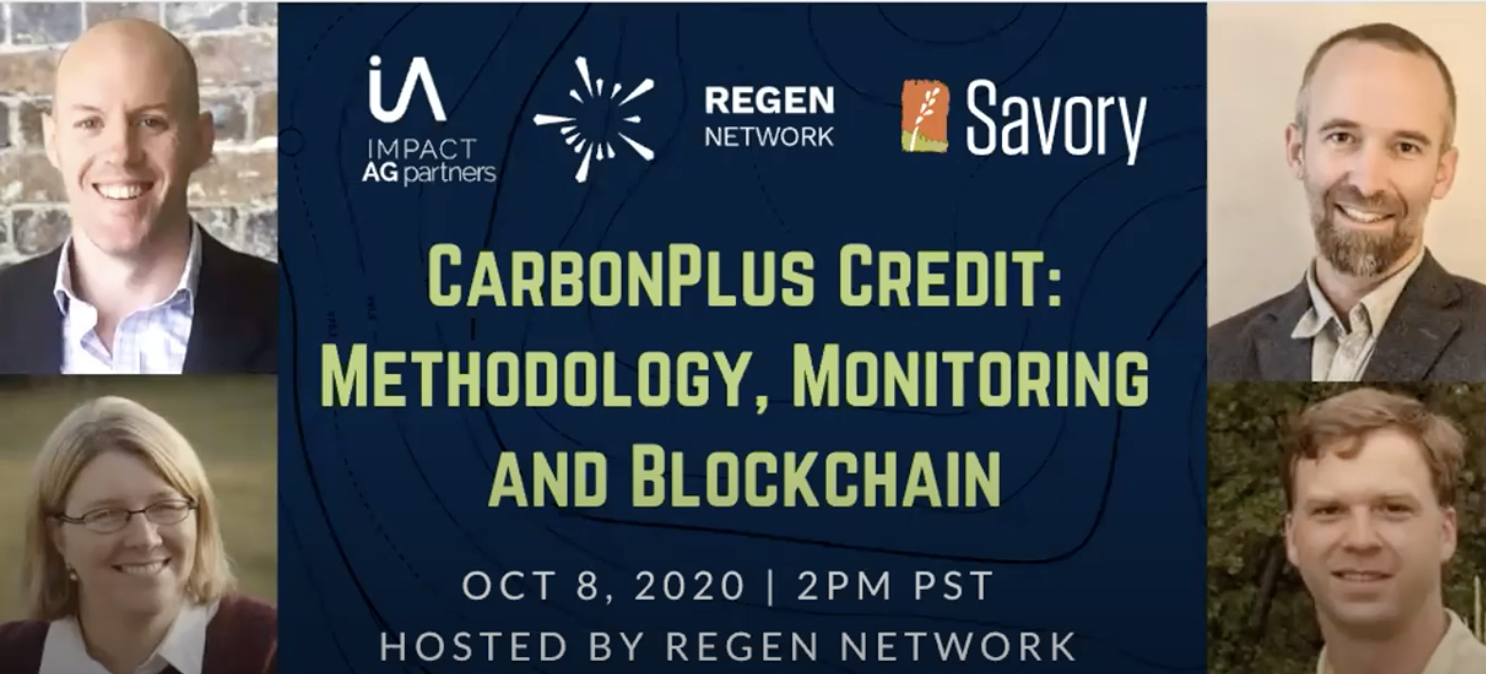 iA
IMPACT
AG partners
REGEN
NETWORK
Savory
CARBONPLUS CREDIT:
METHODOLOGY, MONITORING
AND BLOCKCHAIN
OCT 8, 2020 | 2PM PST
HOSTED BY REGEN NETWORK